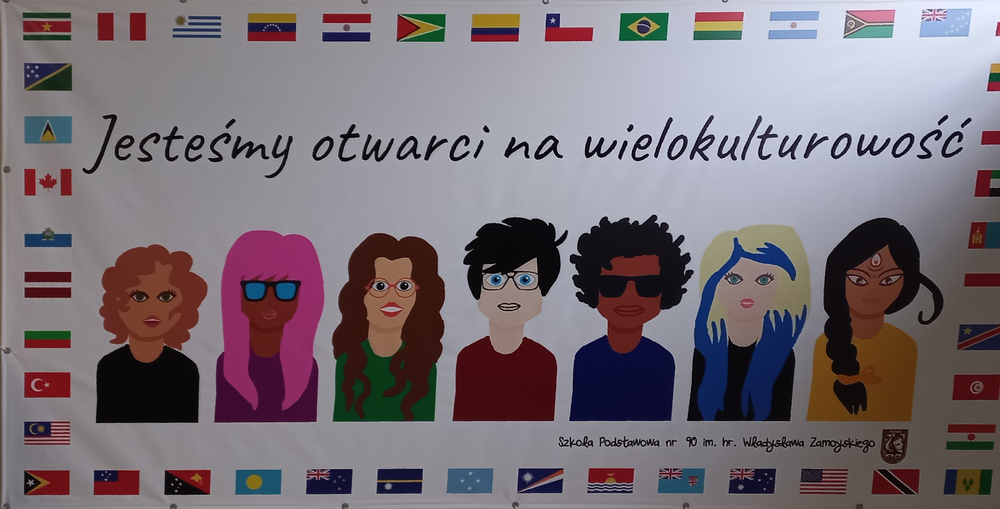 Jesteśmy otwarci na wielokulturowość
Szkoła Podstawowa nr 90 im. hr. Władysława Zamoyskiego